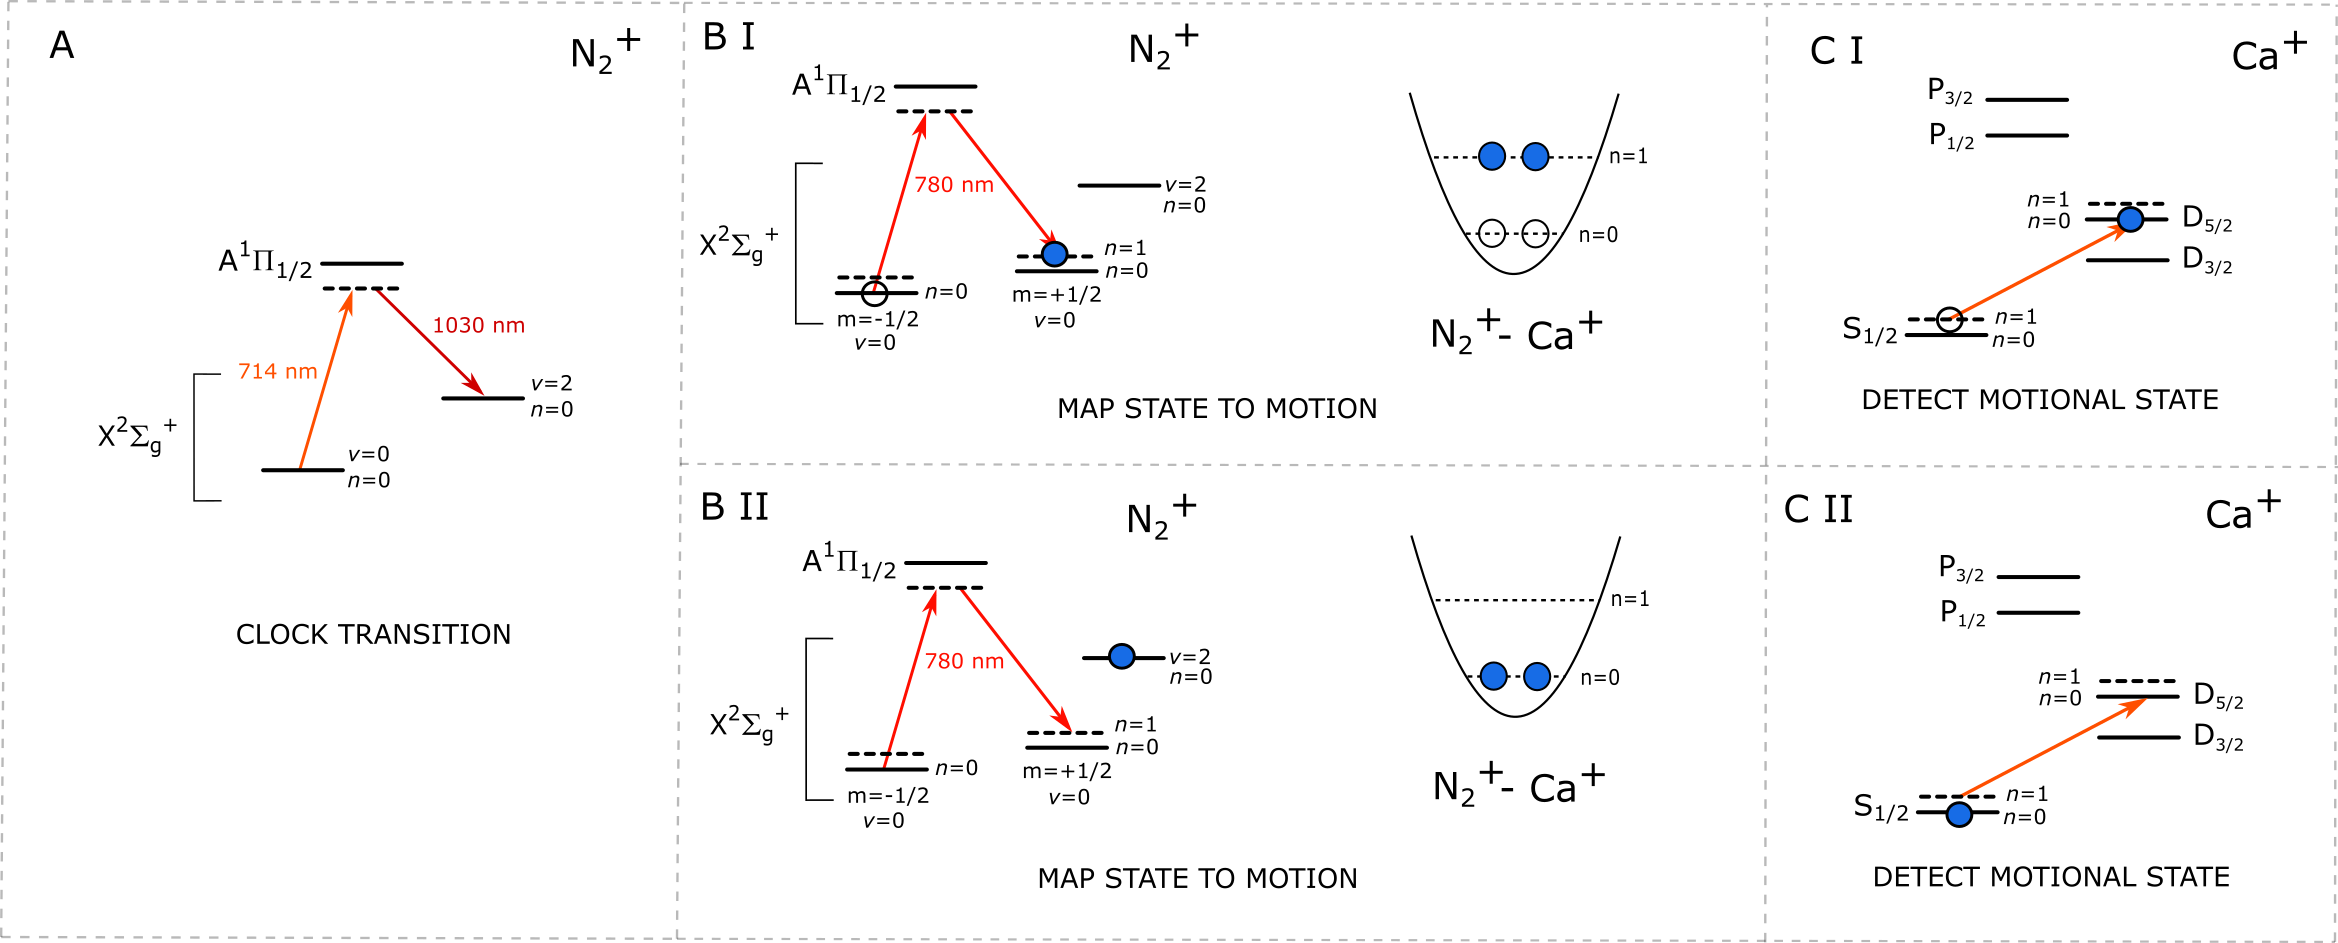 A
N₂⁺
A¹Π₁/₂
714 nm
1030 nm
v=2
n=0
X²Σg⁺
v=0
n=0
CLOCK TRANSITION
B I
N₂⁺
A¹Π₁/₂
780 nm
v=2
n=0
X²Σg⁺
n=0
m=-1/2
v=0
n=1
n=0
m=+1/2
v=0
n=1
n=0
N₂⁺- Ca⁺
MAP STATE TO MOTION
C I
Ca⁺
P₃/₂
P₁/₂
n=1
n=0
D₅/₂
D₃/₂
S₁/₂
n=1
n=0
DETECT MOTIONAL STATE
B II
N₂⁺
A¹Π₁/₂
780 nm
v=2
n=0
X²Σg⁺
n=0
m=-1/2
v=0
n=1
n=0
m=+1/2
v=0
n=1
n=0
N₂⁺- Ca⁺
MAP STATE TO MOTION
C II
Ca⁺
P₃/₂
P₁/₂
n=1
n=0
D₅/₂
D₃/₂
S₁/₂
n=1
n=0
DETECT MOTIONAL STATE